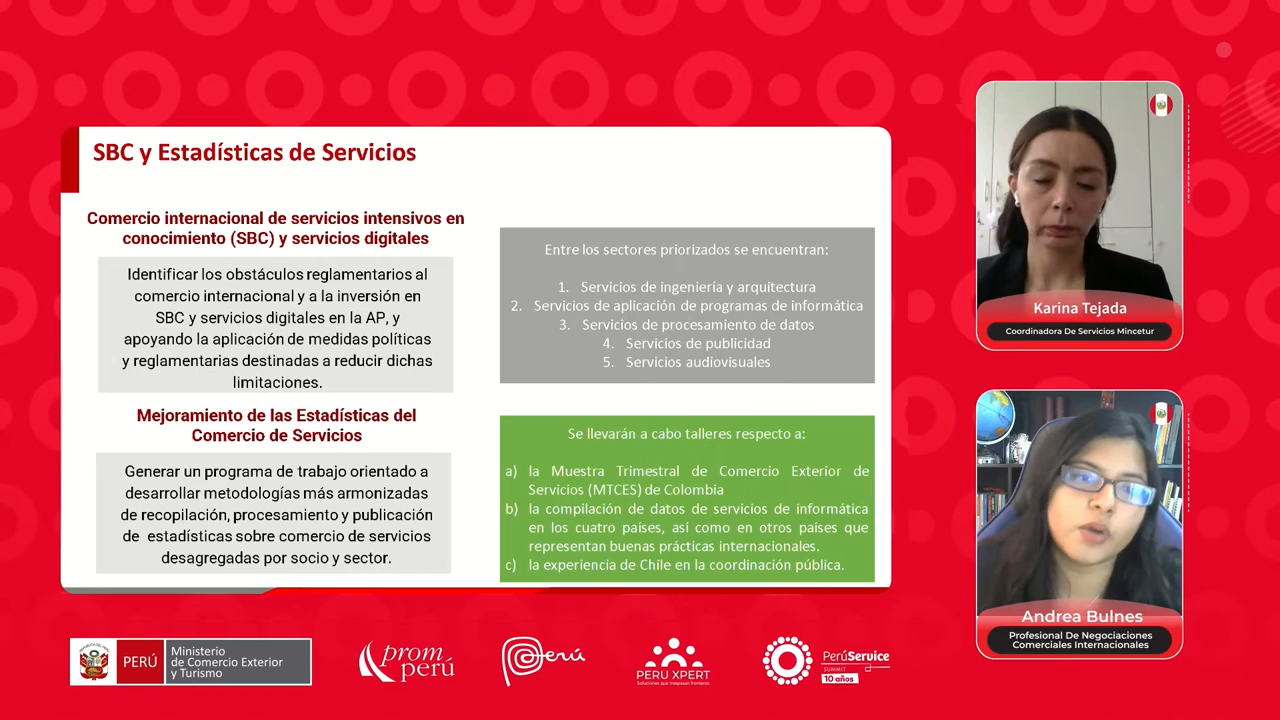 SBC y Estadísticas de Servicios
Comercio internacional de servicios intensivos en
conocimiento (SBC) y servicios digitales
Identificar los obstáculos reglamentarios al
comercio internacional y a la inversión en
SBC y servicios digitales en la AP, y
apoyando la aplicación de medidas políticas
y reglamentarias destinadas a reducir dichas
limitaciones.
Mejoramiento de las Estadísticas del
Comercio de Servicios
Generar un programa de trabajo orientado a
desarrollar metodologías más armonizadas
de recopilación, procesamiento y publicación
de estadísticas sobre comercio de servicios
desagregadas por socio y sector.
Entre los sectores priorizados se encuentran:
1. Servicios de ingeniería y arquitectura
2. Servicios de aplicación de programas de informática
3. Servicios de procesamiento de datos
4. Servicios de publicidad
5. Servicios audiovisuales
Se llevarán a cabo talleres respecto a:
a) la Muestra Trimestral de Comercio Exterior de
Servicios (MTCES) de Colombia
b) la compilación de datos de servicios de informática
en los cuatro países, así como en otros países que
representan buenas prácticas internacionales.
c) la experiencia de Chile en la coordinación pública.
Karina Tejada
Coordinadora De Servicios Mincetur
Andrea Bulnes
Profesional De Negociaciones
Comerciales Internacionales
PERÚ
Ministerio
de Comercio Exterior
y Turismo
prom
perú
Perú
PERU XPERT
Soluciones que traspasan fronteras
PerúService
SUMMIT
10 años